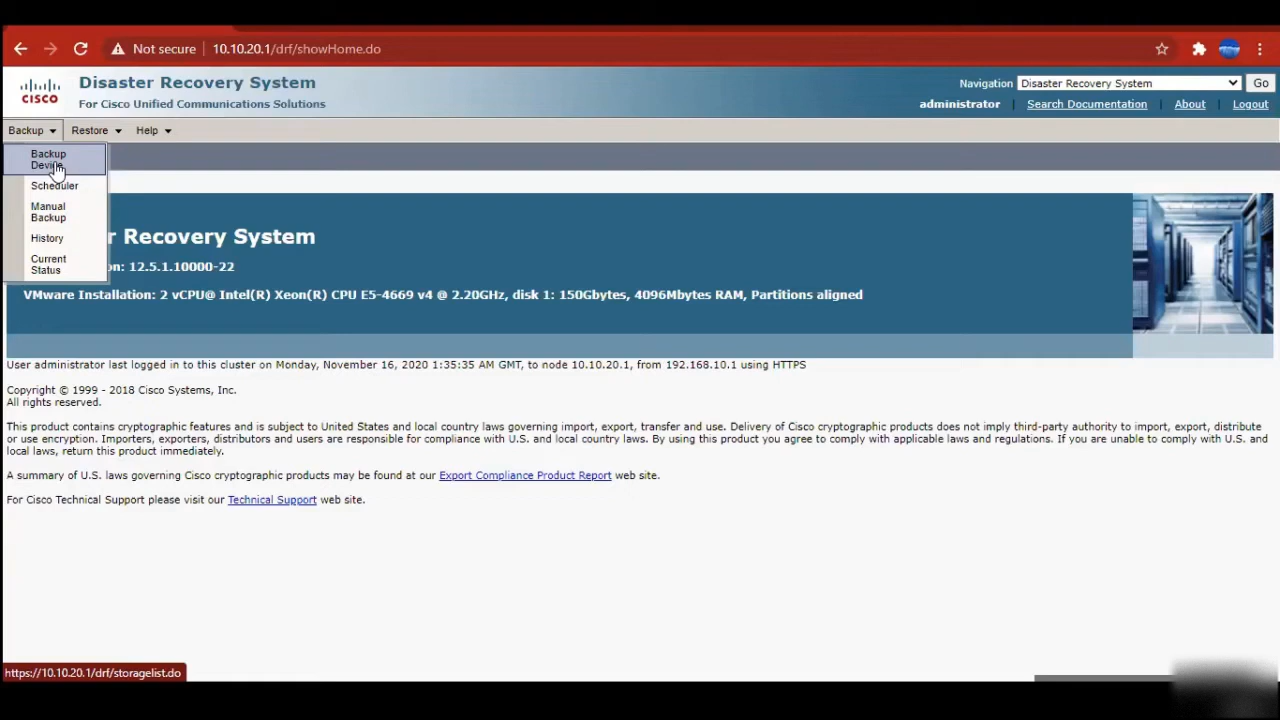 Not secure
10.10.20.1/drf/showHome.do
CISCO
Disaster Recovery System
For Cisco Unified Communications Solutions
Navigation Disaster Recovery System Go
administrator | Search Documentation | About | Logout
Backup Restore Help
Backup
Device
Scheduler
Manual
Backup
History
Current
Status
r Recovery System
on: 12.5.1.10000-22
VMware Installation: 2 vCPU@ Intel(R) Xeon(R) CPU E5-4669 v4 @ 2.20GHz, disk 1: 150Gbytes, 4096Mbytes RAM, Partitions aligned
User administrator last logged in to this cluster on Monday, November 16, 2020 1:35:35 AM GMT, to node 10.10.20.1, from 192.168.10.1 using HTTPS
Copyright © 1999 - 2018 Cisco Systems, Inc.
All rights reserved.
This product contains cryptographic features and is subject to United States and local country laws governing import, export, transfer and use. Delivery of Cisco cryptographic products does not imply third-party authority to import, export, distribute
or use encryption. Importers, exporters, distributors and users are responsible for compliance with U.S. and local country laws. By using this product you agree to comply with applicable laws and regulations. If you are unable to comply with U.S. and
local laws, return this product immediately.
A summary of U.S. laws governing Cisco cryptographic products may be found at our Export Compliance Product Report web site.
For Cisco Technical Support please visit our Technical Support web site.
https://10.10.20.1/drf/storagelist.do